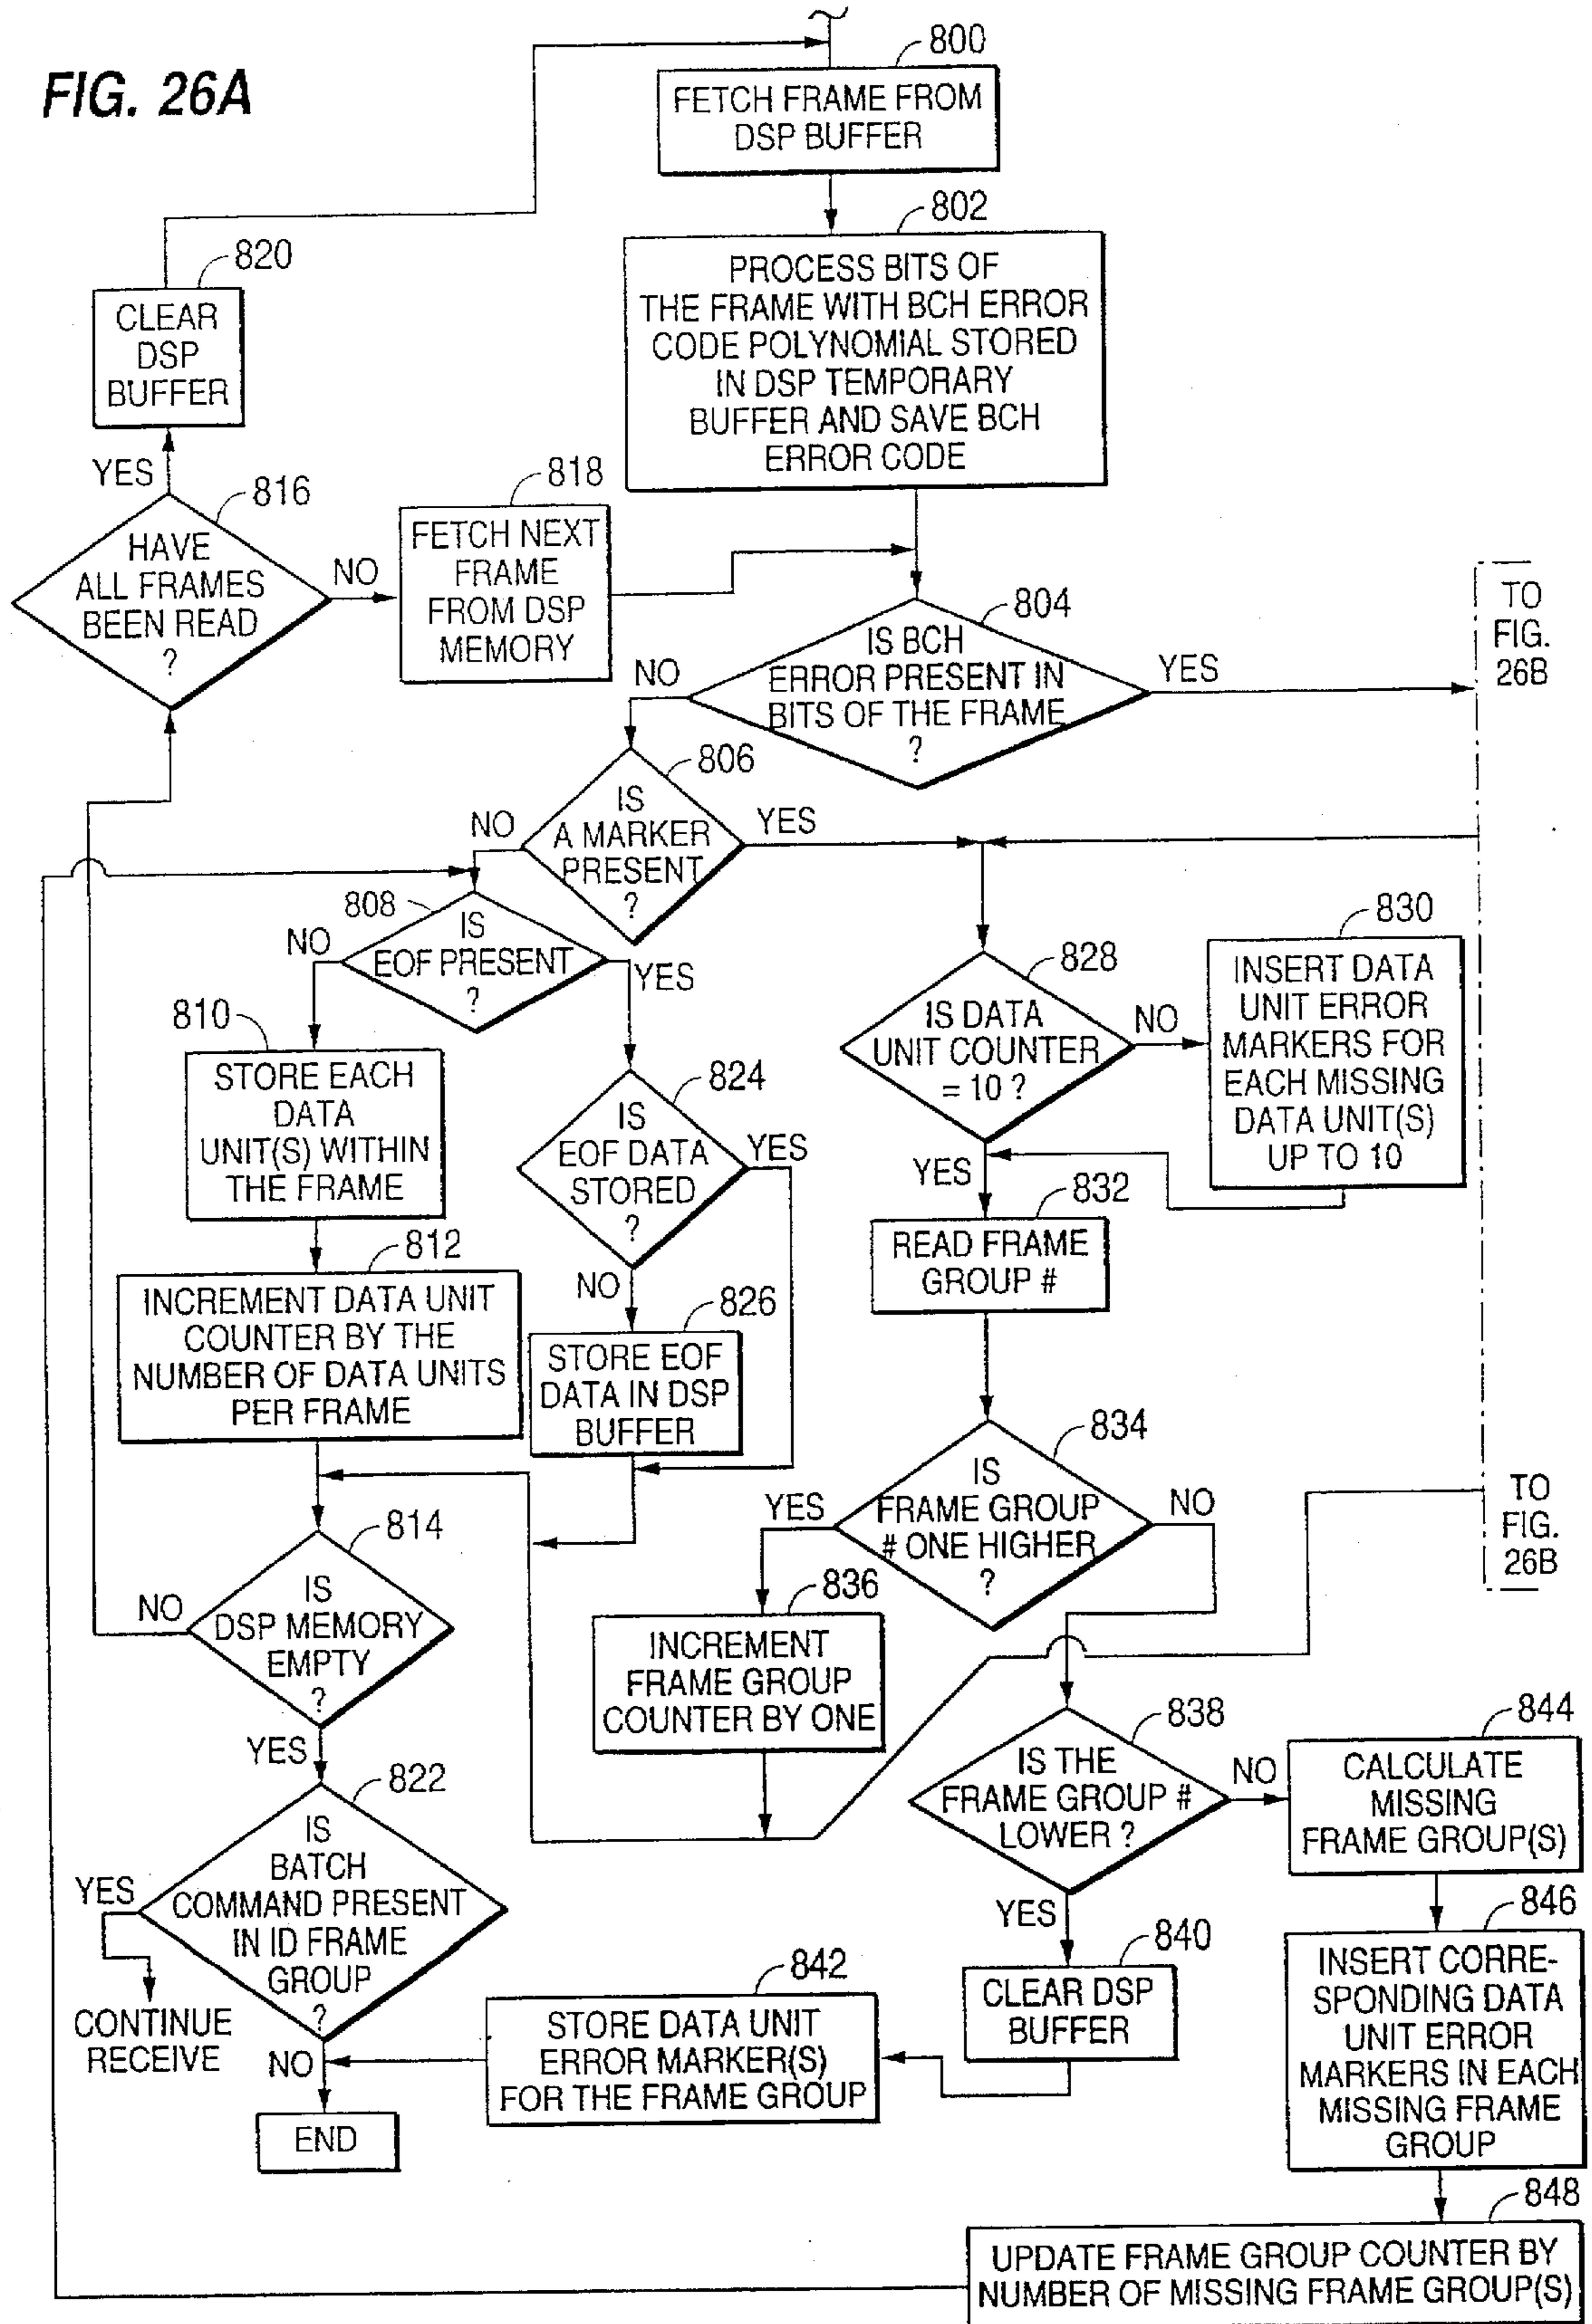 FIG. 26A
800
FETCH FRAME FROM
DSP BUFFER
802
PROCESS BITS OF
THE FRAME WITH BCH ERROR
CODE POLYNOMIAL STORED
IN DSP TEMPORARY
BUFFER AND SAVE BCH
ERROR CODE
820
CLEAR
DSP
BUFFER
YES
816
HAVE
ALL FRAMES
BEEN READ
?
NO
818
FETCH NEXT
FRAME
FROM DSP
MEMORY
804
IS BCH
ERROR PRESENT IN
BITS OF THE FRAME
?
NO
YES
TO
FIG.
26B
806
IS
A MARKER
PRESENT
?
NO
YES
808
IS
EOF PRESENT
?
NO
YES
810
STORE EACH
DATA
UNIT(S) WITHIN
THE FRAME
812
INCREMENT DATA UNIT
COUNTER BY THE
NUMBER OF DATA UNITS
PER FRAME
824
IS
EOF DATA
STORED
?
YES
NO
826
STORE EOF
DATA IN DSP
BUFFER
828
IS DATA
UNIT COUNTER
= 10 ?
NO
YES
830
INSERT DATA
UNIT ERROR
MARKERS FOR
EACH MISSING
DATA UNIT(S)
UP TO 10
832
READ FRAME
GROUP #
834
IS
FRAME GROUP
# ONE HIGHER
?
YES
NO
TO
FIG.
26B
836
INCREMENT
FRAME GROUP
COUNTER BY ONE
814
IS
DSP MEMORY
EMPTY
?
NO
YES
822
IS
BATCH
COMMAND PRESENT
IN ID FRAME
GROUP
?
YES
CONTINUE
RECEIVE
NO
END
838
IS THE
FRAME GROUP #
LOWER ?
NO
YES
840
CLEAR DSP
BUFFER
842
STORE DATA UNIT
ERROR MARKER(S)
FOR THE FRAME GROUP
844
CALCULATE
MISSING
FRAME GROUP(S)
846
INSERT CORRE-
SPONDING DATA
UNIT ERROR
MARKERS IN EACH
MISSING FRAME
GROUP
848
UPDATE FRAME GROUP COUNTER BY
NUMBER OF MISSING FRAME GROUP(S)